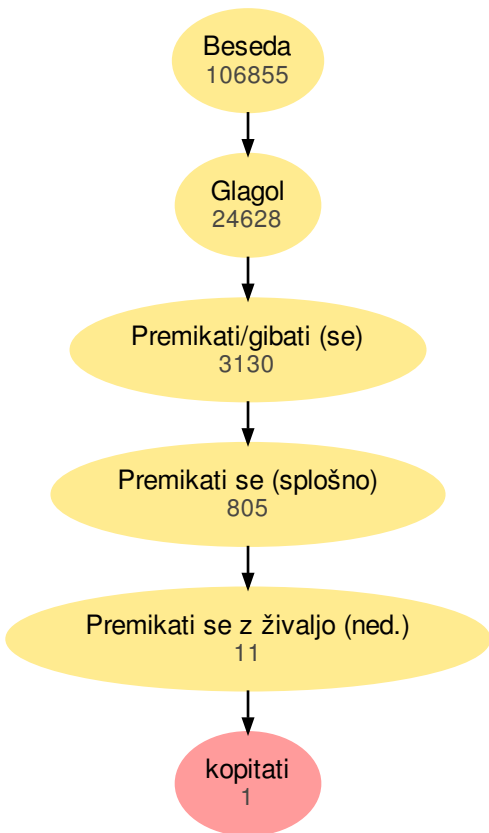 Beseda
106855
Glagol
24628
Premikati/gibati (se)
3130
Premikati se (splošno)
805
Premikati se z živaljo (ned.)
11
kopitati
1